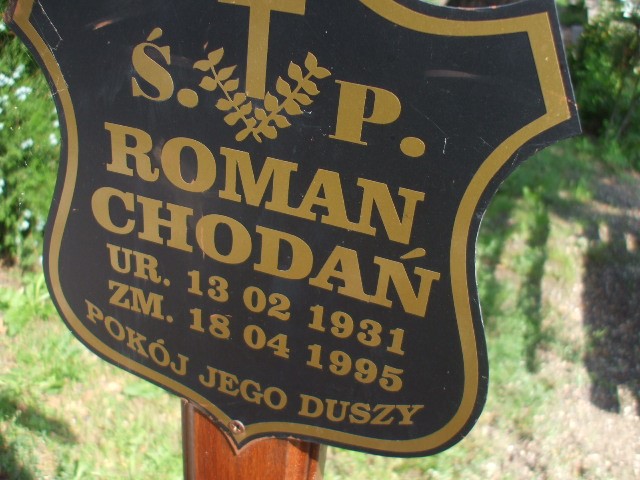 Ś. P.
ROMAN
CHODAŃ
UR. 13 02 1931
ZM. 18 04 1995
POKÓJ JEGO DUSZY